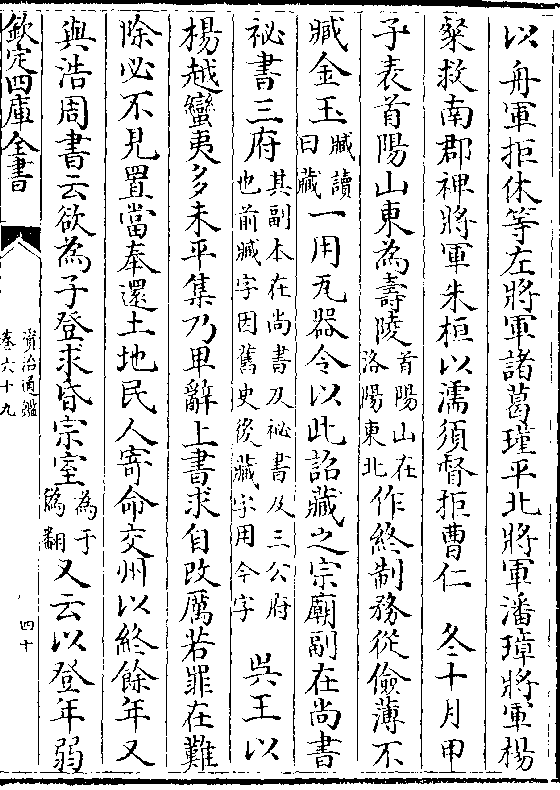 以舟軍拒休等左將軍諸葛瑾平北將軍潘璋將軍楊
粲救南郡裨將軍朱桓以濡須督拒曹仁　冬十月甲
子表首陽山東為壽陵首陽山在洛陽東北作終制務從儉薄不
臧金玉臧讀曰藏一用瓦器令以此詔藏之宗廟副在尚書
祕書三府其副本在尚書及祕書及三公府也前臧字因舊史後藏字用今字　吳王以
楊越蠻夷多未平集乃卑辭上書求自改厲若罪在難
除必不見置當奉還土地民人寄命交州以終餘年又
與浩周書云欲為子登求昏宗室為于偽翻又云以登年弱
欽定四庫全書
資治通鑑
卷六十九
四十